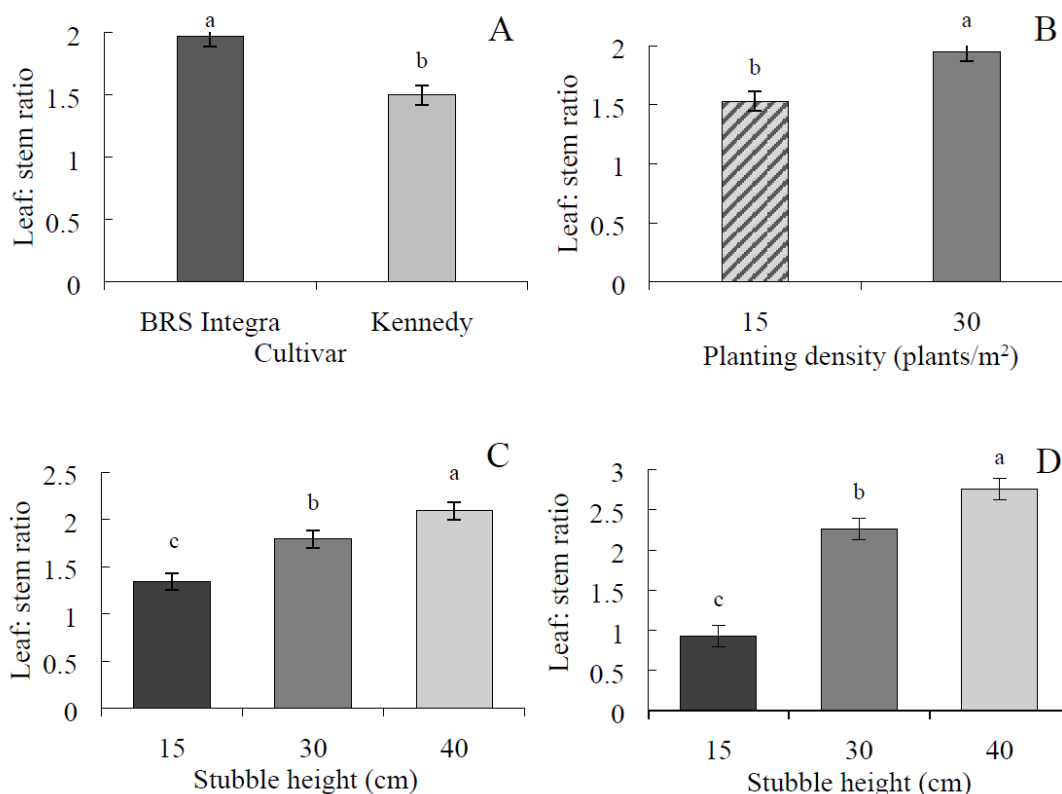 A
Leaf: stem ratio
2
1.5
1
0.5
0
a
b
BRS Integra Kennedy
Cultivar
B
Leaf: stem ratio
2
1.5
1
0.5
0
b
a
15 30
Planting density (plants/m²)
C
Leaf: stem ratio
2.5
2
1.5
1
0.5
0
c
b
a
15 30 40
Stubble height (cm)
D
Leaf: stem ratio
3
2.5
2
1.5
1
0.5
0
c
b
a
15 30 40
Stubble height (cm)